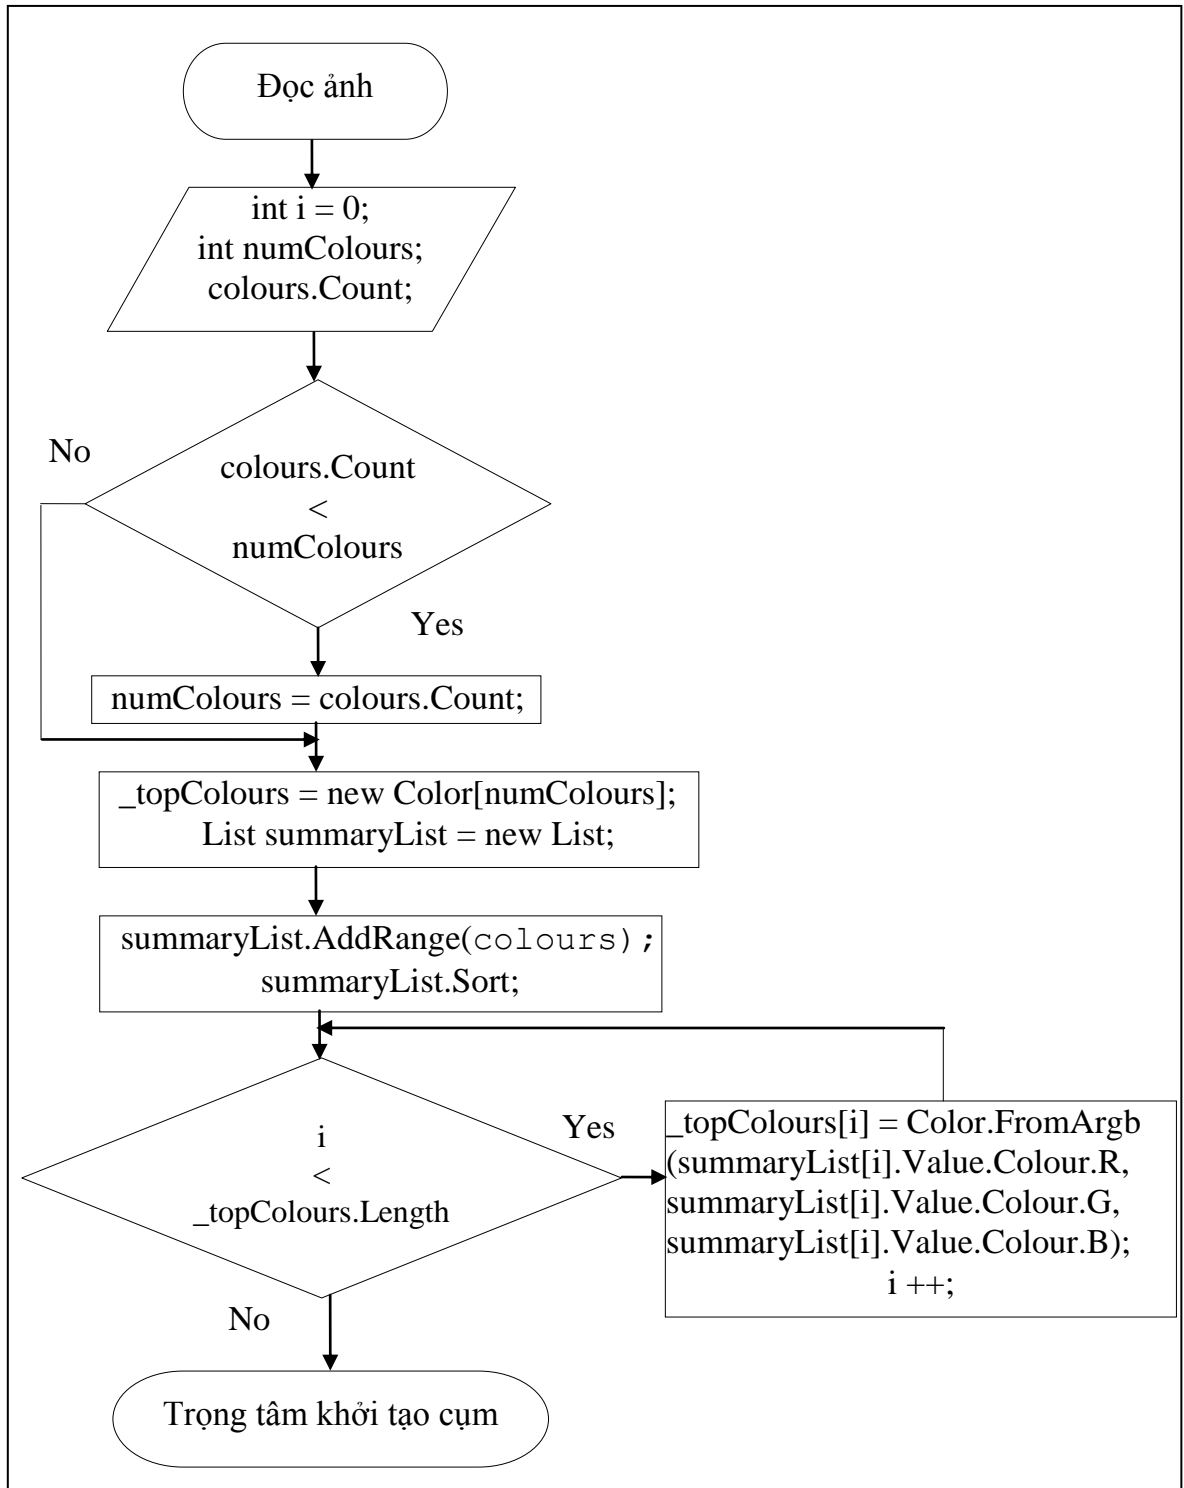 Đọc ảnh
int i = 0;
int numColours;
colours.Count;
No
colours.Count
<
numColours
Yes
numColours = colours.Count;
_topColours = new Color[numColours];
List summaryList = new List;
summaryList.AddRange(colours);
summaryList.Sort;
i
<
_topColours.Length
Yes
_topColours[i] = Color.FromArgb
(summaryList[i].Value.Colour.R,
summaryList[i].Value.Colour.G,
summaryList[i].Value.Colour.B);
i ++;
No
Trọng tâm khởi tạo cụm